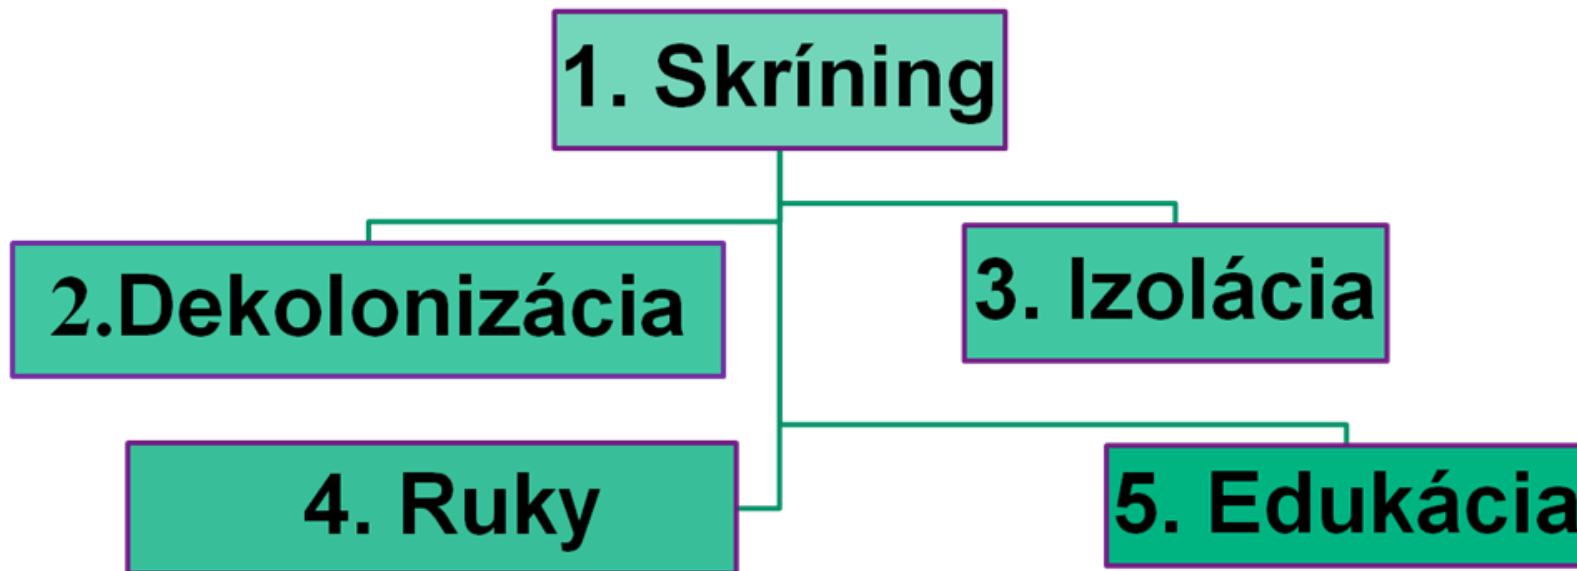 1. Skríning
2.Dekolonizácia
3. Izolácia
4. Ruky
5. Edukácia